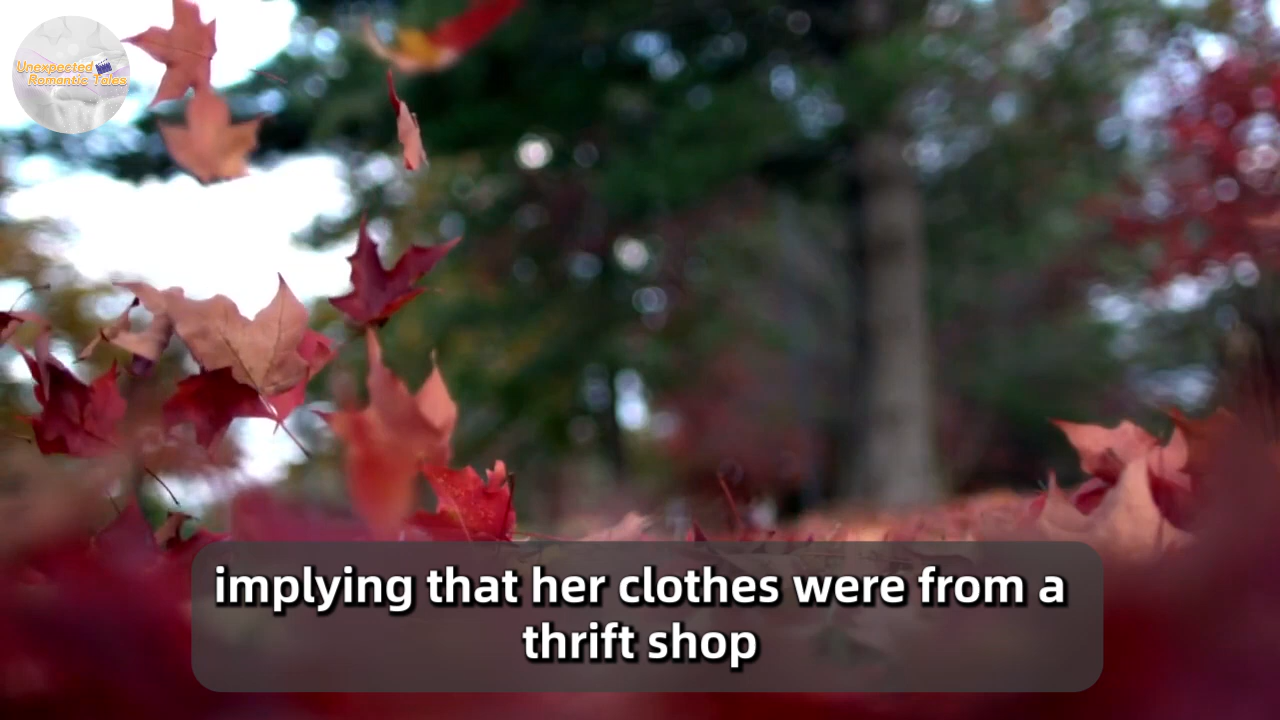 Unexpected
Romantic Tales
implying that her clothes were from a
thrift shop